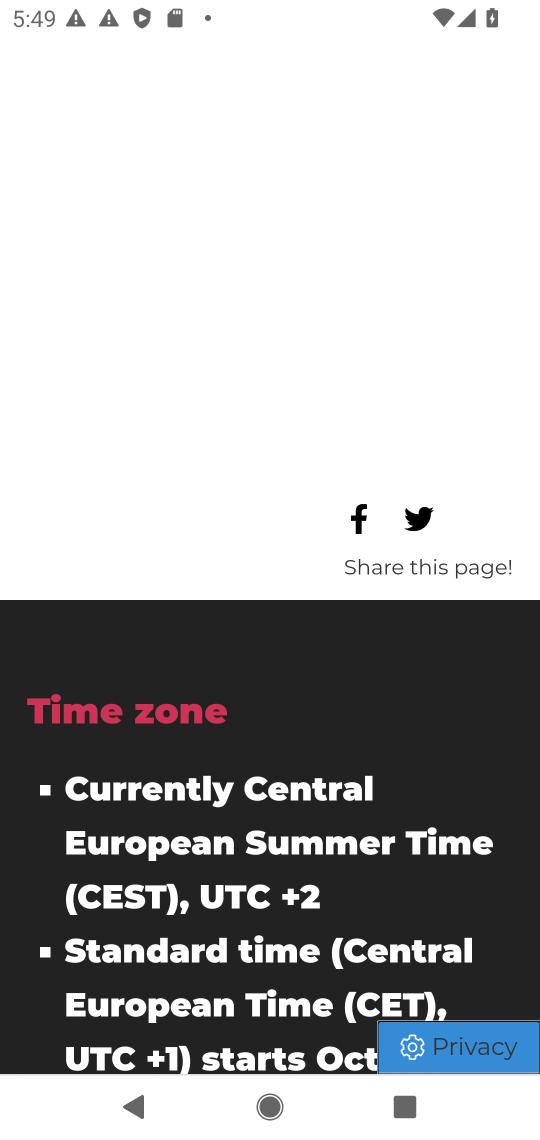 5:49
Share this page!
Time zone
Currently Central
European Summer Time
(CEST), UTC +2
Standard time (Central
European Time (CET),
UTC +1) starts Oct
Privacy